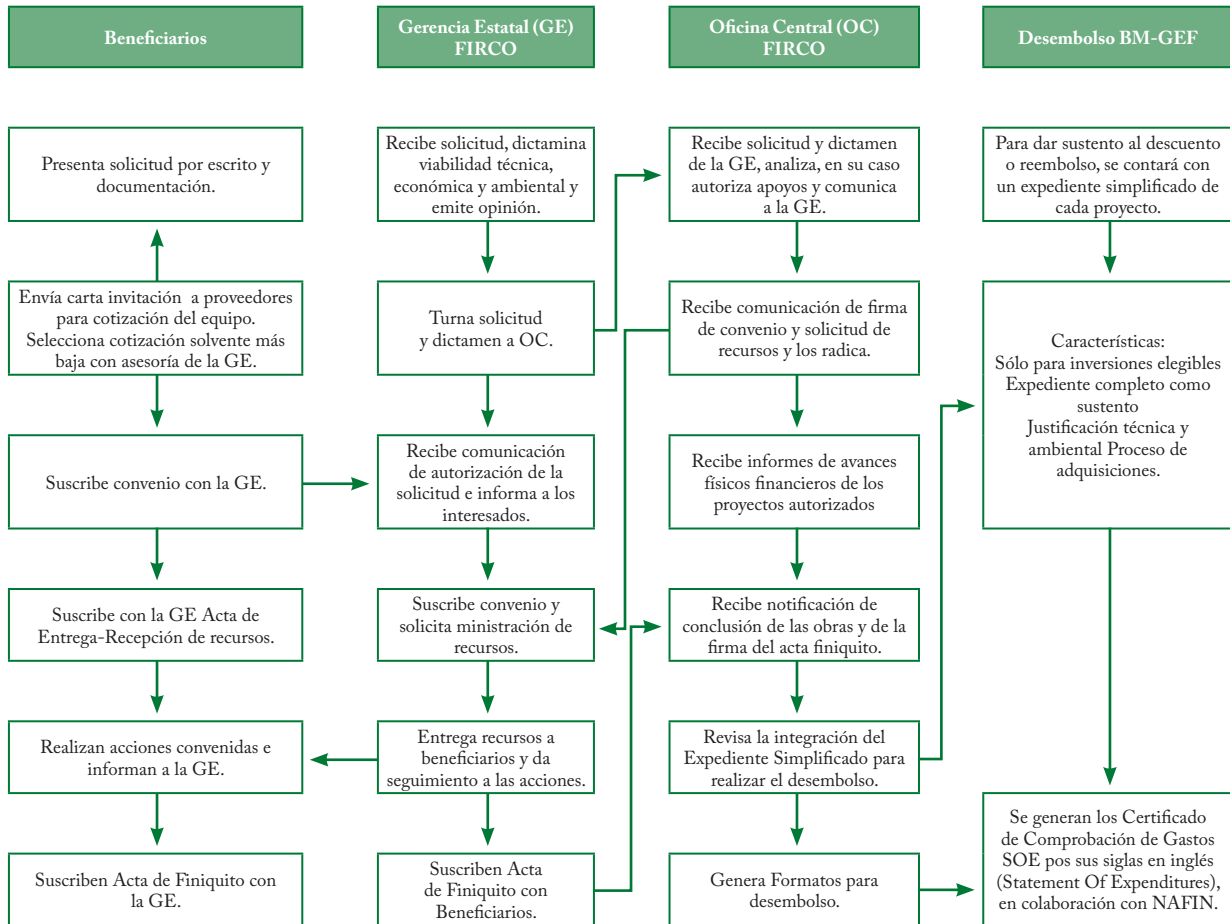 Beneficiarios
Gerencia Estatal (GE)
FIRCO
Oficina Central (OC)
FIRCO
Desembolso BM-GEF
Presenta solicitud por escrito y
documentación.
Envía carta invitación a proveedores
para cotización del equipo.
Selecciona cotización solvente más
baja con asesoría de la GE.
Suscribe convenio con la GE.
Suscribe con la GE Acta de
Entrega-Recepción de recursos.
Realizan acciones convenidas e
informan a la GE.
Suscriben Acta de Finiquito con
la GE.
Recibe solicitud, dictamina
viabilidad técnica,
económica y ambiental y
emite opinión.
Turna solicitud
y dictamen a OC.
Recibe comunicación
de autorización de la
solicitud e informa a los
interesados.
Suscribe convenio y
solicita ministración de
recursos.
Entrega recursos a
beneficiarios y da
seguimiento a las acciones.
Suscriben Acta
de Finiquito con
Beneficiarios.
Recibe solicitud y dictamen
de la GE, analiza, en su caso
autoriza apoyos y comunica
a la GE.
Recibe comunicación de firma
de convenio y solicitud de
recursos y los radica.
Recibe informes de avances
físicos financieros de los
proyectos autorizados
Recibe notificación de
conclusión de las obras y de la
firma del acta finiquito.
Revisa la integración del
Expediente Simplificado para
realizar el desembolso.
Genera Formatos para
desembolso.
Para dar sustento al descuento
o reembolso, se contará con
un expediente simplificado de
cada proyecto.
Características:
Sólo para inversiones elegibles
Expediente completo como
sustento
Justificación técnica y
ambiental Proceso de
adquisiciones.
Se generan los Certificado
de Comprobación de Gastos
SOE pos sus siglas en inglés
(Statement Of Expenditures),
en colaboración con NAFIN.